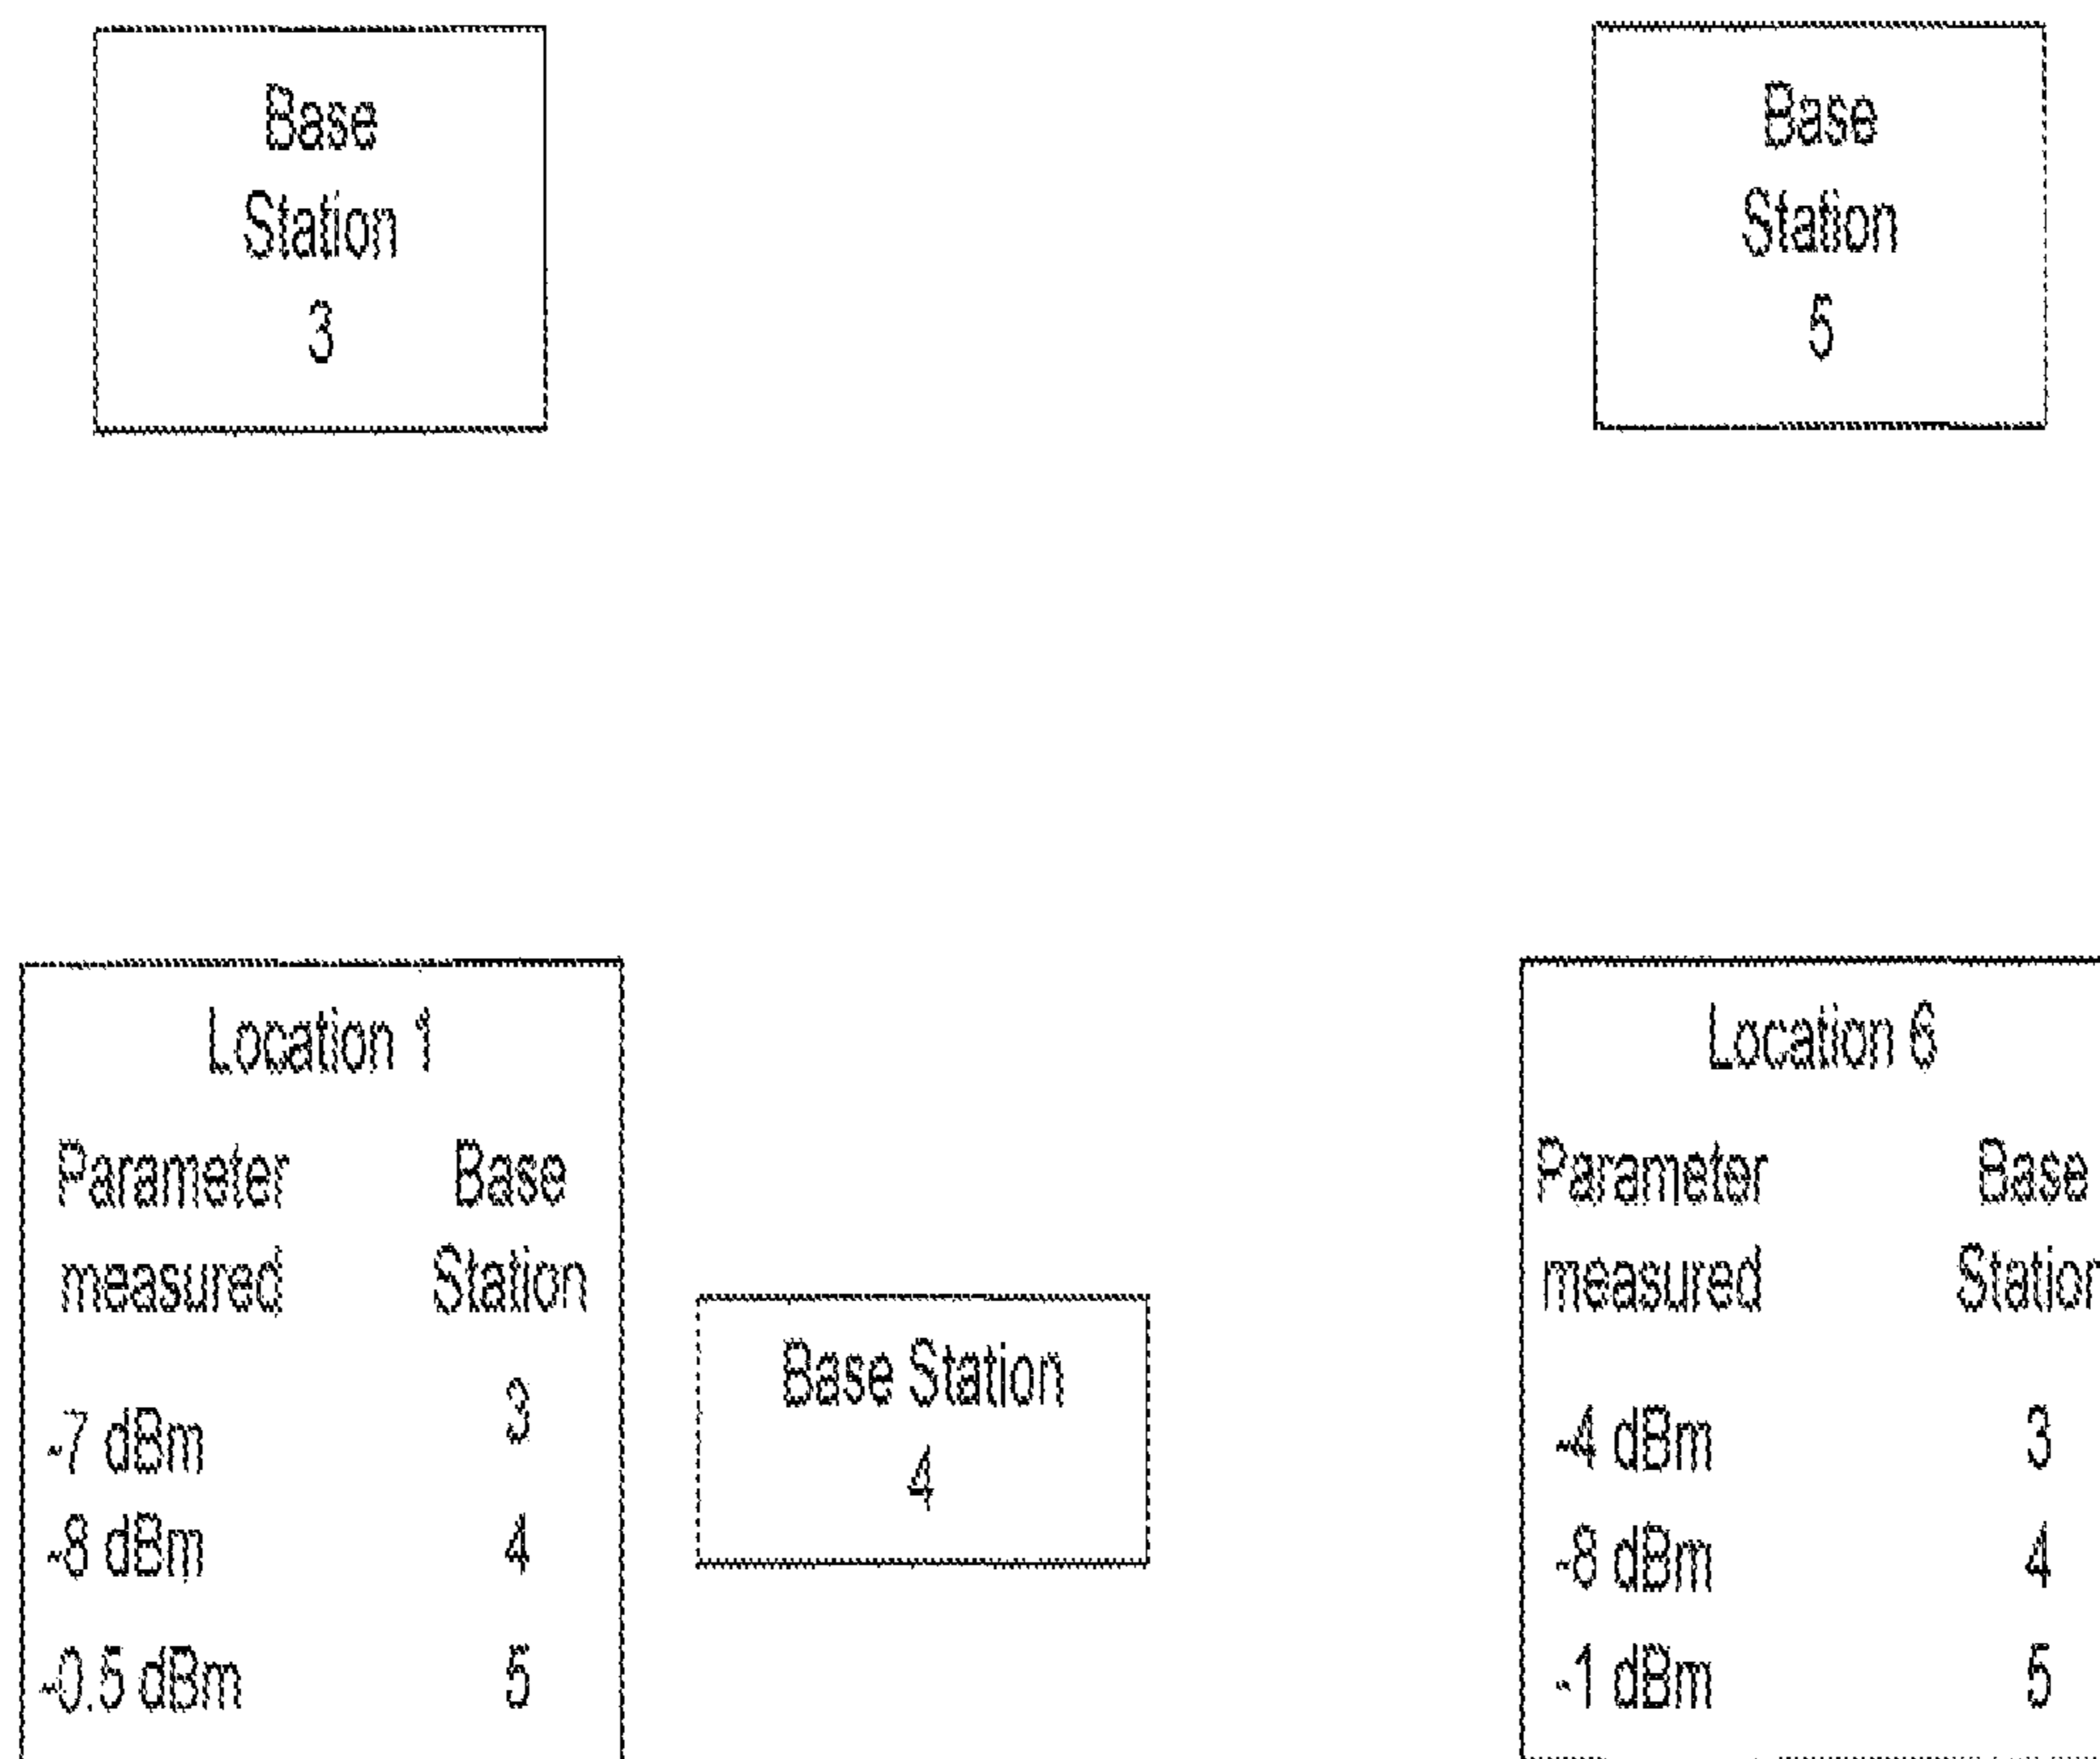 Base
Station
3
Base
Station
5
Location 1
Parameter measured
Base Station
-7 dBm 3
-8 dBm 4
-0.5 dBm 5
Base Station
4
Location 6
Parameter measured
Base Station
-4 dBm 3
-8 dBm 4
-1 dBm 5